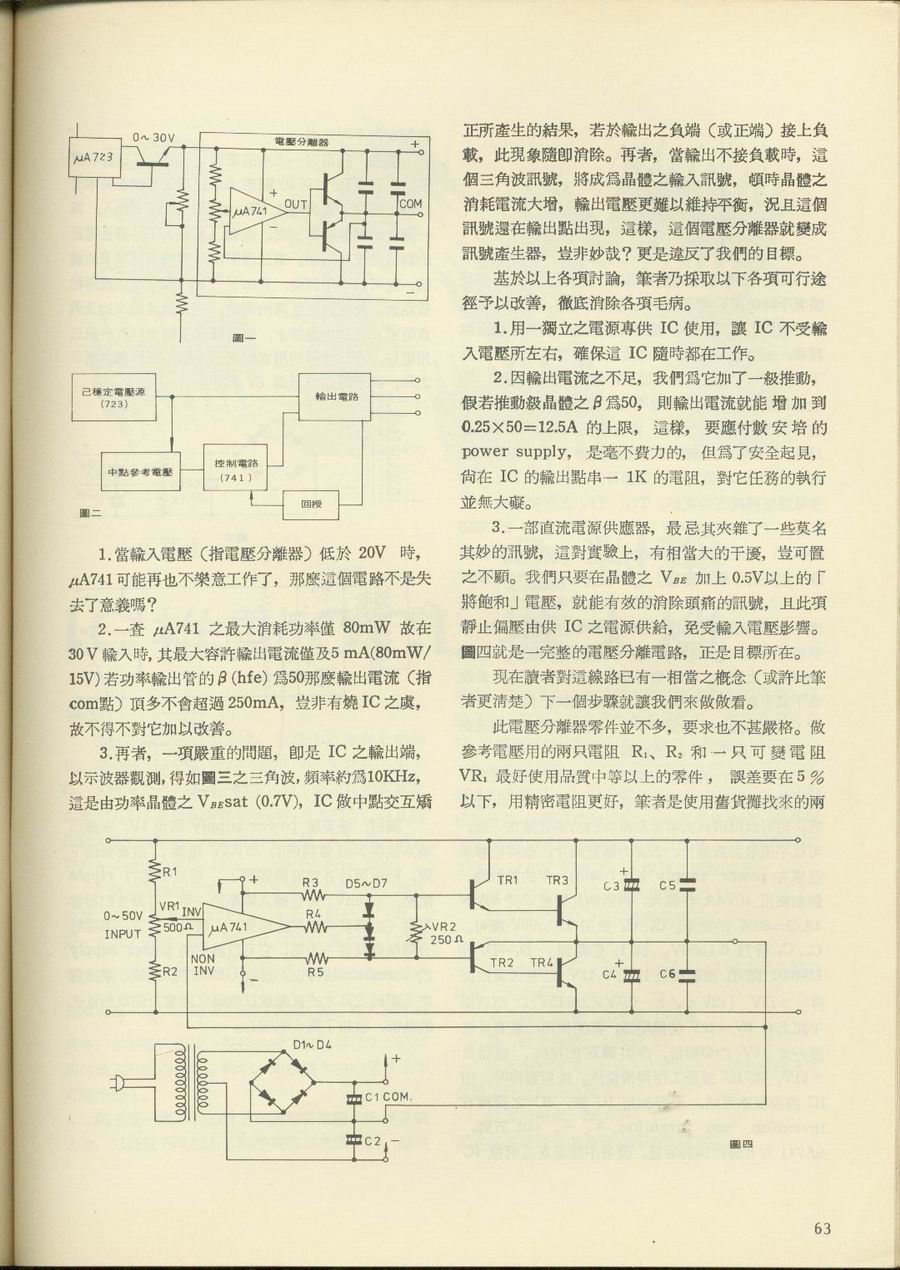 0~30V
電壓分離器
+
μA723
+
OUT
COM
μA741
−
−
圖一
己穩定電壓源
(723)
輸出電路
中點參考電壓
控制電路
(741)
回授
圖二
1.當輸入電壓（指電壓分離器）低於 20V 時，
μA741可能再也不樂意工作了，那麼這個電路不是失
去了意義嗎？
2.一查 μA741 之最大消耗功率僅 80mW 故在
30V輸入時,其最大容許輸出電流僅及5 mA(80mW/
15V)若功率輸出管的β(hfe)爲50那麼輸出電流（指
com點）頂多不會超過250mA，豈非有燒IC之虞，
故不得不對它加以改善。
3.再者，一項嚴重的問題，卽是 IC 之輸出端，
以示波器觀測,得如圖三之三角波,頻率約爲10KHz，
這是由功率晶體之 VBEsat (0.7V)，IC 做中點交互矯
正所產生的結果，若於輸出之負端（或正端）接上負
載，此現象隨卽消除。再者，當輸出不接負載時，這
個三角波訊號，將成爲晶體之輸入訊號，頓時晶體之
消耗電流大增，輸出電壓更難以維持平衡，況且這個
訊號還在輸出點出現，這樣，這個電壓分離器就變成
訊號產生器，豈非妙哉？更是違反了我們的目標。
基於以上各項討論，筆者乃採取以下各項可行途
徑予以改善，徹底消除各項毛病。
1.用一獨立之電源專供 IC 使用，讓 IC 不受輸
入電壓所左右，確保這 IC 隨時都在工作。
2.因輸出電流之不足，我們爲它加了一級推動，
假若推動級晶體之β爲50，則輸出電流就能增加到
0.25×50=12.5A 的上限，這樣，要應付數安培的
power supply，是毫不費力的，但爲了安全起見，
尙在 IC 的輸出點串一 1K 的電阻，對它任務的執行
並無大礙。
3.一部直流電源供應器，最忌其夾雜了一些莫名
其妙的訊號，這對實驗上，有相當大的干擾，豈可置
之不顧。我們只要在晶體之 VBE 加上 0.5V以上的「
將飽和」電壓，就能有效的消除頭痛的訊號，且此項
靜止偏壓由供 IC 之電源供給，免受輸入電壓影響。
圖四就是一完整的電壓分離電路，正是目標所在。
現在讀者對這線路已有一相當之概念（或許比筆
者更淸楚）下一個步驟就讓我們來做做看。
此電壓分離器零件並不多，要求也不甚嚴格。做
參考電壓用的兩只電阻 R₁、R₂ 和一只可變電阻
VR₁ 最好使用品質中等以上的零件，誤差要在5%
以下，用精密電阻更好，筆者是使用舊貨攤找來的兩
R1
+
R3
D5~D7
TR1
TR3
+
C3
C5
VR1
INV
0~50V
INPUT
500Ω
μA741
R4
VR2
250Ω
R2
NON
INV
−
R5
TR2
TR4
+
C4
C6
D1~D4
+
C1 COM.
C2
−
圖四
63